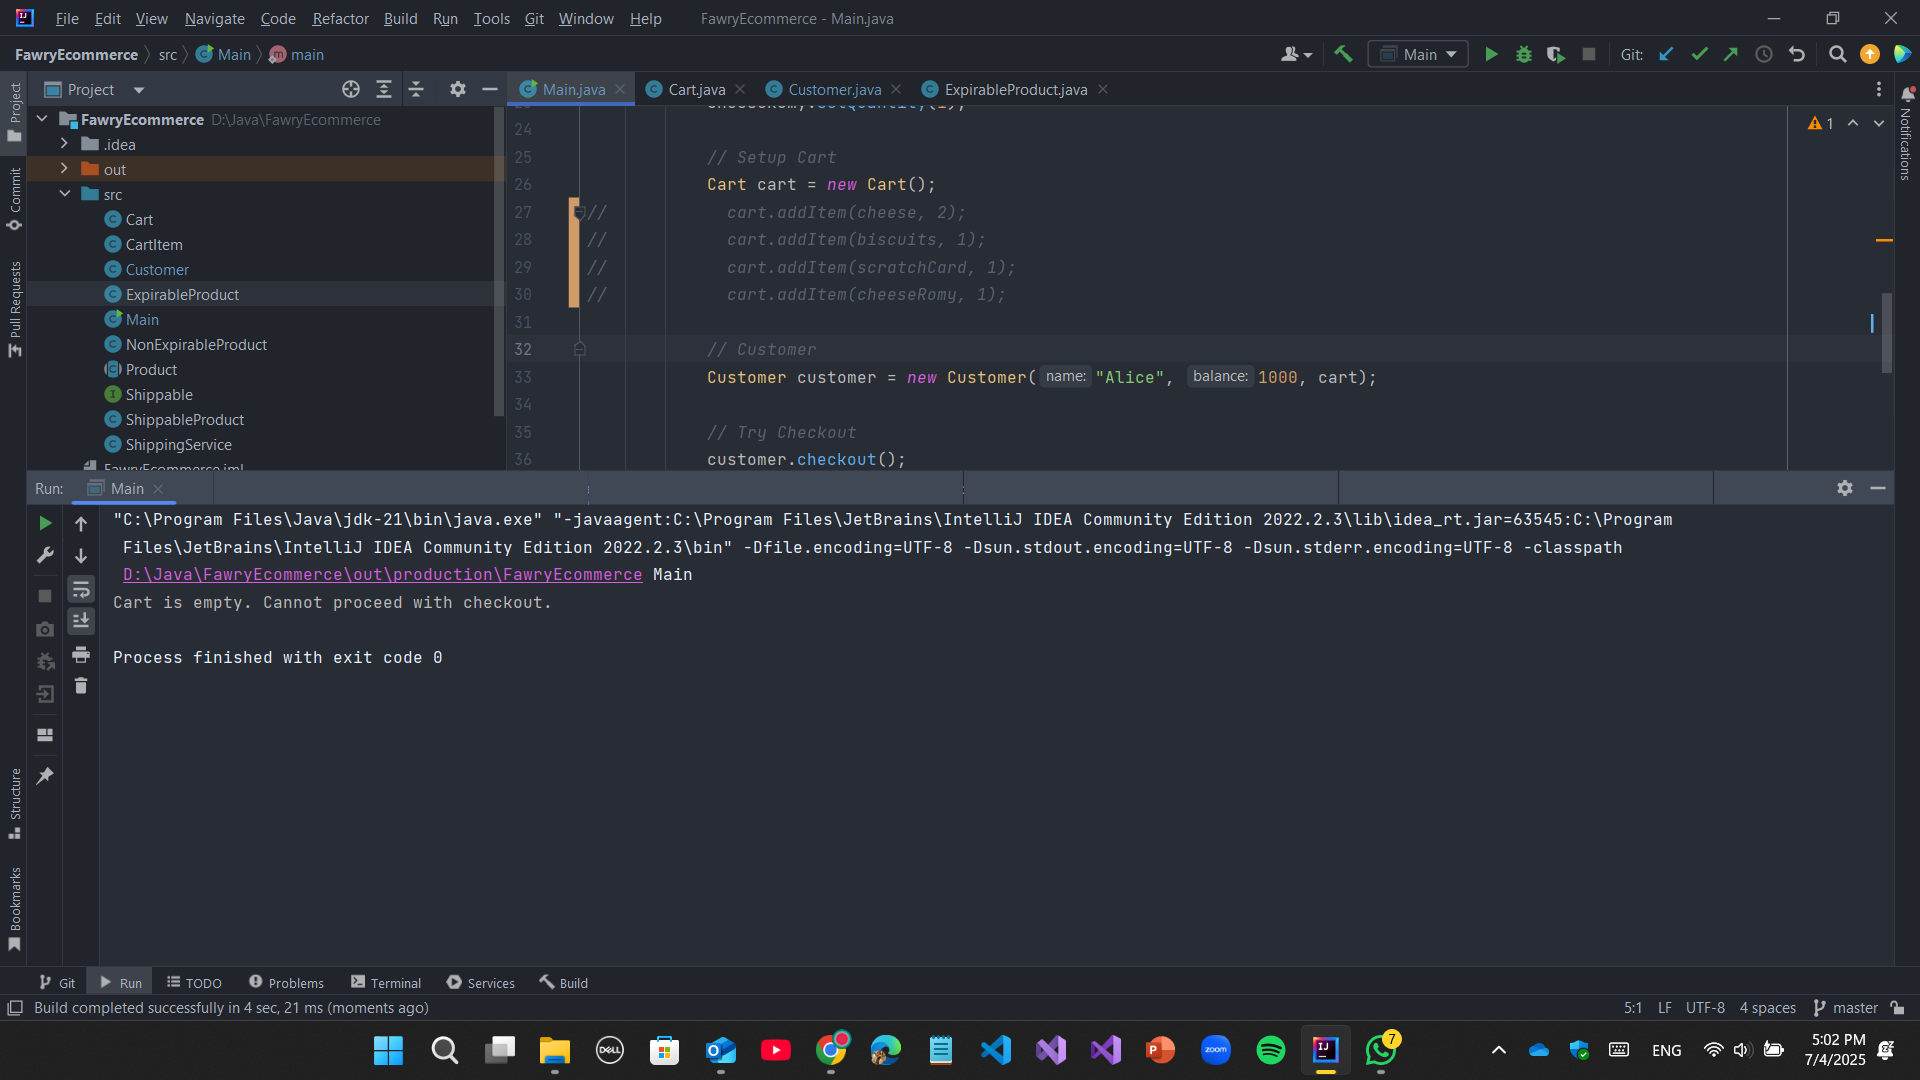 File Edit View Navigate Code Refactor Build Run Tools Git Window Help FawryEcommerce - Main.java
FawryEcommerce src Main main
Main Git:
Project
Main.java Cart.java Customer.java ExpirableProduct.java
Project
Commit
Pull Requests
Structure
Bookmarks
Notifications
FawryEcommerce D:\Java\FawryEcommerce
.idea
out
src
Cart
CartItem
Customer
ExpirableProduct
Main
NonExpirableProduct
Product
Shippable
ShippableProduct
ShippingService
FawryEcommerce.iml
1
24
25 // Setup Cart
26 Cart cart = new Cart();
27 // cart.addItem(cheese, 2);
28 // cart.addItem(biscuits, 1);
29 // cart.addItem(scratchCard, 1);
30 // cart.addItem(cheeseRomy, 1);
31
32 // Customer
33 Customer customer = new Customer( name: "Alice", balance: 1000, cart);
34
35 // Try Checkout
36 customer.checkout();
Run: Main
"C:\Program Files\Java\jdk-21\bin\java.exe" "-javaagent:C:\Program Files\JetBrains\IntelliJ IDEA Community Edition 2022.2.3\lib\idea_rt.jar=63545:C:\Program
Files\JetBrains\IntelliJ IDEA Community Edition 2022.2.3\bin" -Dfile.encoding=UTF-8 -Dsun.stdout.encoding=UTF-8 -Dsun.stderr.encoding=UTF-8 -classpath
D:\Java\FawryEcommerce\out\production\FawryEcommerce Main
Cart is empty. Cannot proceed with checkout.
Process finished with exit code 0
Git Run TODO Problems Terminal Services Build
Build completed successfully in 4 sec, 21 ms (moments ago)
5:1 LF UTF-8 4 spaces master
DELL
zoom
7
ENG
5:02 PM
7/4/2025